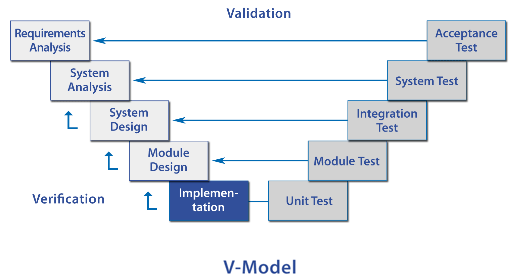 Validation
Requirements
Analysis
Acceptance
Test
System
Analysis
System Test
System
Design
Integration
Test
Module
Design
Module Test
Verification
Implemen-
tation
Unit Test
V-Model